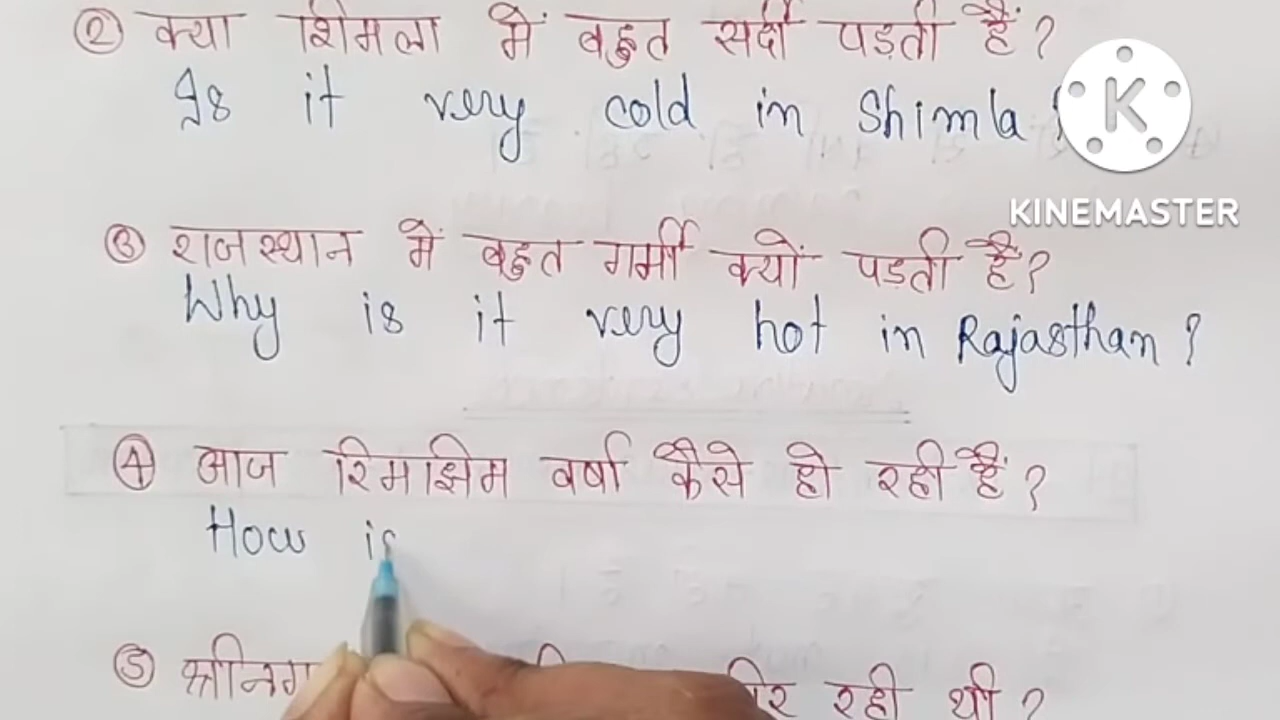 ② क्या शिमला में बहुत सर्दी पड़ती हैं?
Is it very cold in Shimla ?
K
KINEMASTER
③ राजस्थान में बहुत गर्मी क्यों पड़ती हैं?
Why is it very hot in Rajasthan ?
④ आज रिमझिम वर्षा कैसे हो रही हैं ?
How is
⑤ रही थी ?